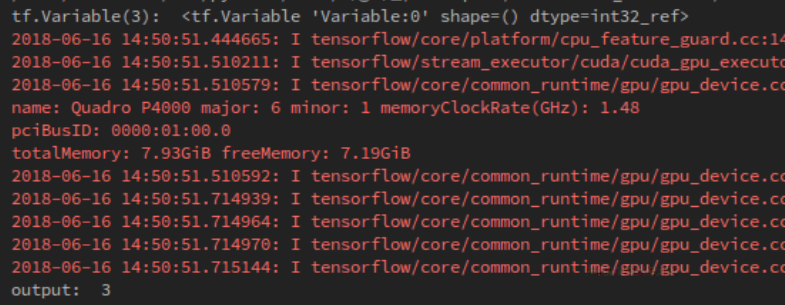 tf.Variable(3):  <tf.Variable 'Variable:0' shape=() dtype=int32_ref>
2018-06-16 14:50:51.444665: I tensorflow/core/platform/cpu_feature_guard.cc:14
2018-06-16 14:50:51.510211: I tensorflow/stream_executor/cuda/cuda_gpu_executo
2018-06-16 14:50:51.510579: I tensorflow/core/common_runtime/gpu/gpu_device.cc
name: Quadro P4000 major: 6 minor: 1 memoryClockRate(GHz): 1.48
pciBusID: 0000:01:00.0
totalMemory: 7.93GiB freeMemory: 7.19GiB
2018-06-16 14:50:51.510592: I tensorflow/core/common_runtime/gpu/gpu_device.cc
2018-06-16 14:50:51.714939: I tensorflow/core/common_runtime/gpu/gpu_device.cc
2018-06-16 14:50:51.714964: I tensorflow/core/common_runtime/gpu/gpu_device.cc
2018-06-16 14:50:51.714970: I tensorflow/core/common_runtime/gpu/gpu_device.cc
2018-06-16 14:50:51.715144: I tensorflow/core/common_runtime/gpu/gpu_device.cc
output:  3